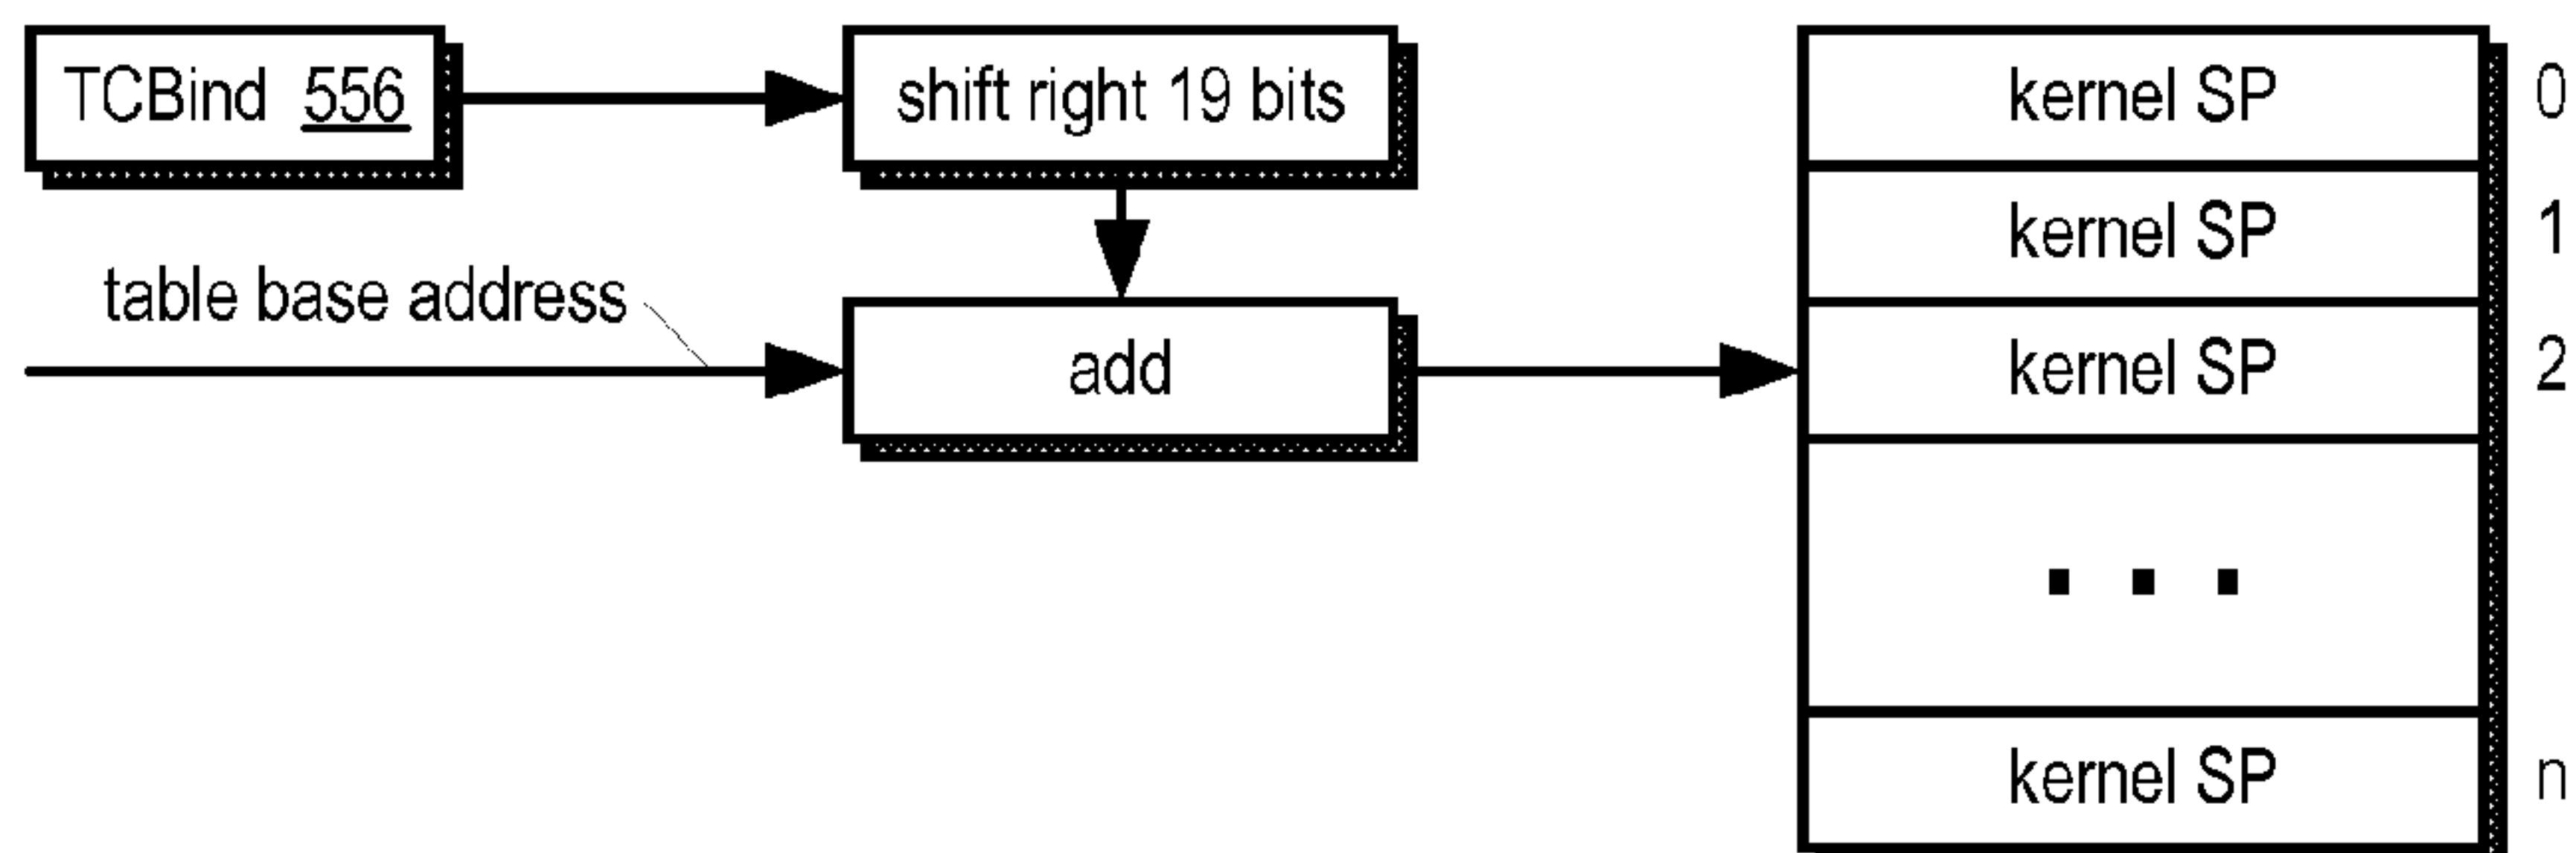 TCBind 556
shift right 19 bits
kernel SP 0
kernel SP 1
table base address
add
kernel SP 2
. . .
kernel SP n